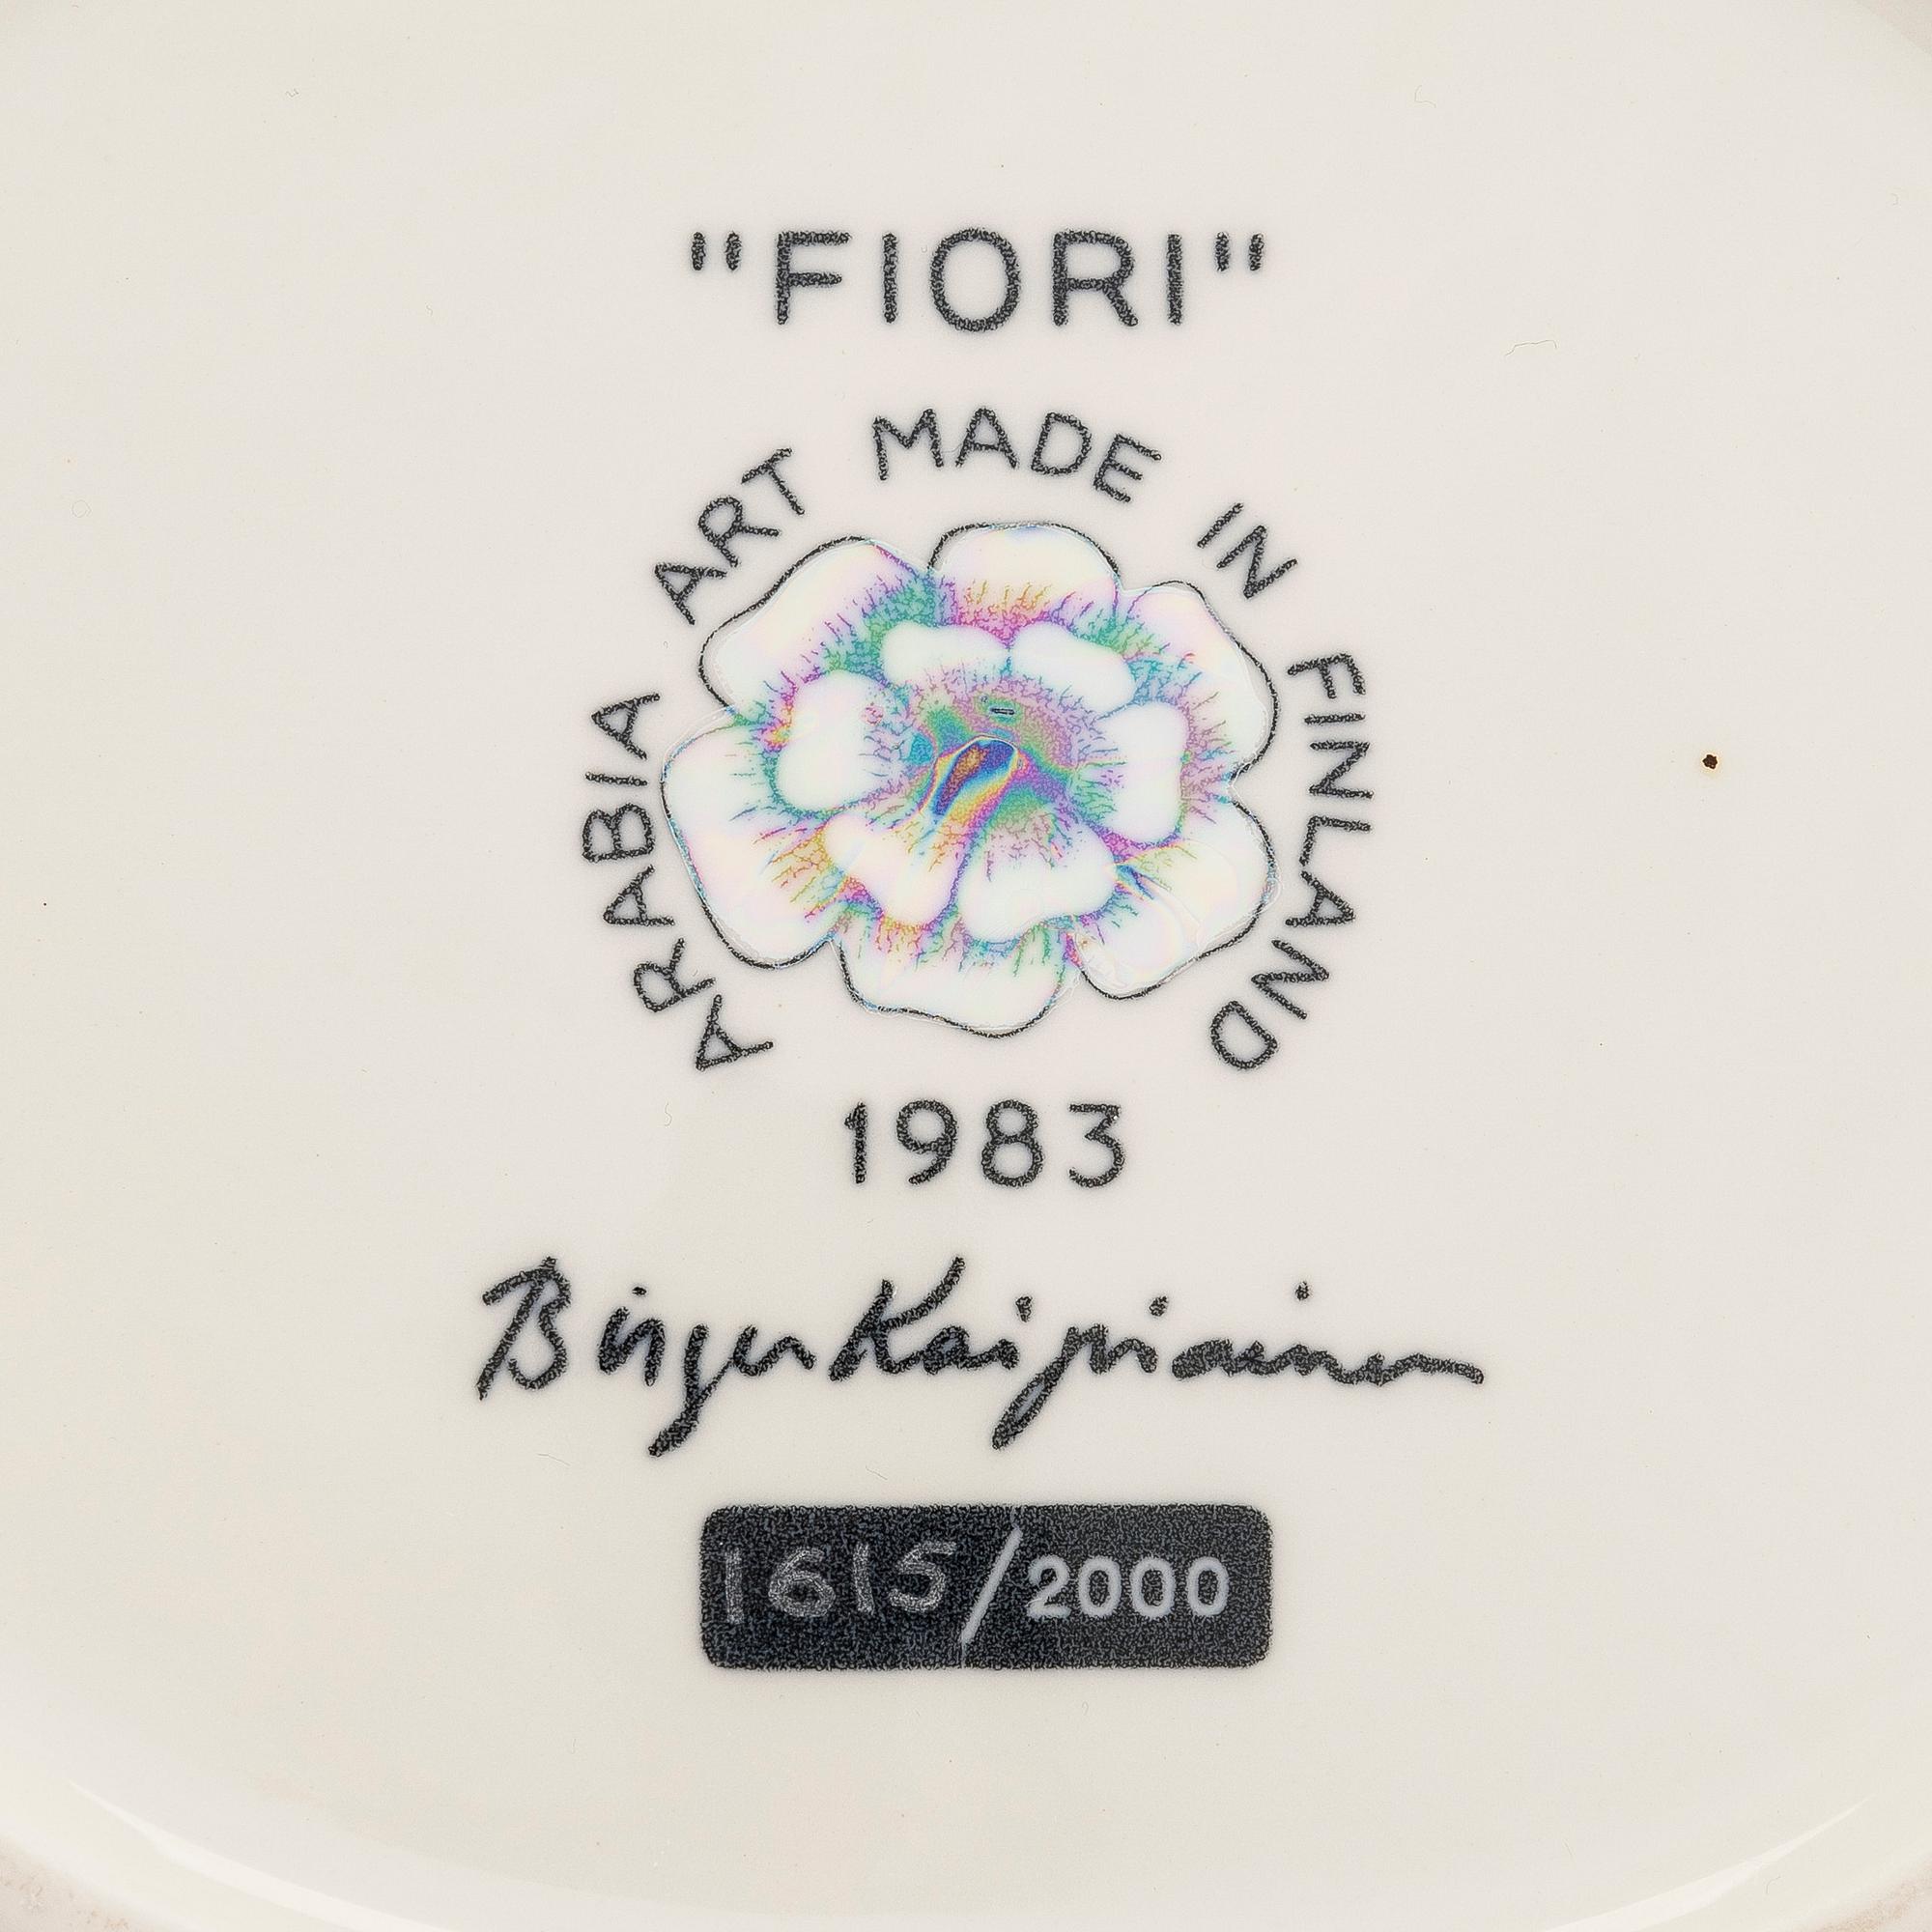 "FIORI"
ARABIA ART MADE IN FINLAND
1983
Birger Kaipiainen
1615/2000